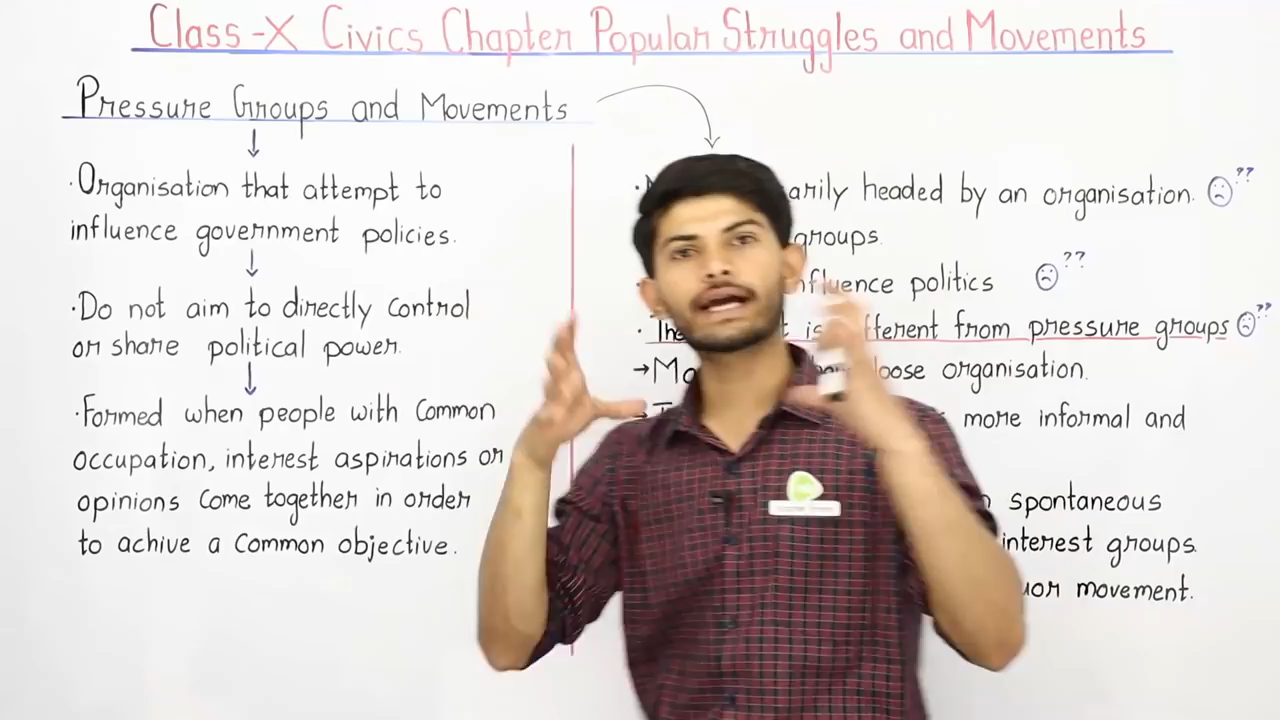 Class-X Civics Chapter Popular Struggles and Movements
Pressure Groups and Movements
·Organisation that attempt to
influence government policies.
·Do not aim to directly control
or share political power.
·Formed when people with common
occupation, interest aspirations or
opinions come together in order
to achive a common objective.
headed by an organisation. ??
groups.
influence politics ??
· is from pressure groups ??
→ loose organisation.
→ more informal and
spontaneous
interest groups.
movement.